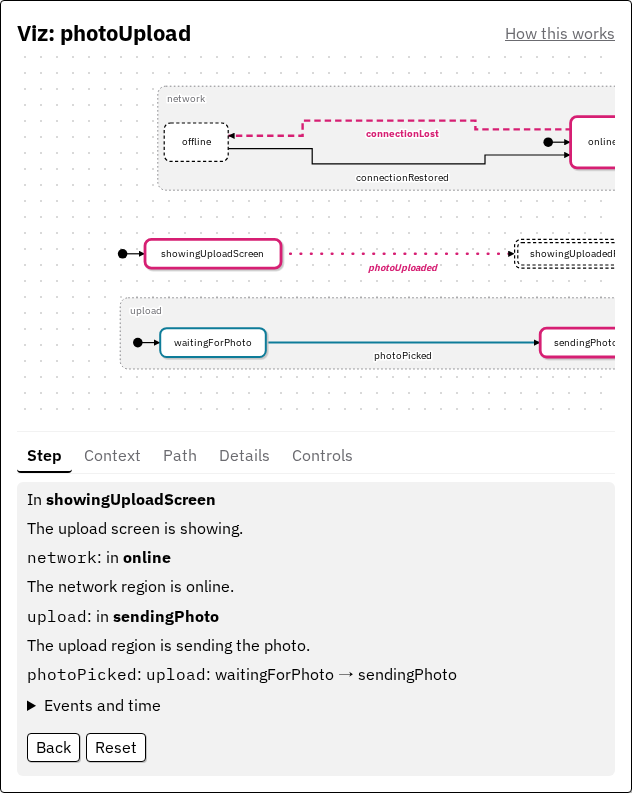 Viz: photoUpload
How this works
network
offline
connectionLost
online
connectionRestored
showingUploadScreen
photoUploaded
upload
waitingForPhoto
photoPicked
Step Context Path Details Controls
In showingUploadScreen
The upload screen is showing.
network: in online
The network region is online.
upload: in sendingPhoto
The upload region is sending the photo.
photoPicked: upload: waitingForPhoto → sendingPhoto
▶ Events and time
Back Reset